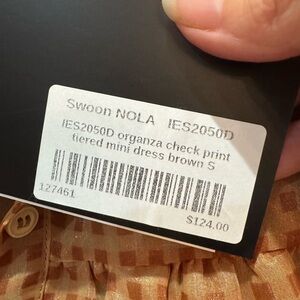 Swoon NOLA IES2050D
IES2050D organza check print
tiered mini dress brown S
127461
$124.00